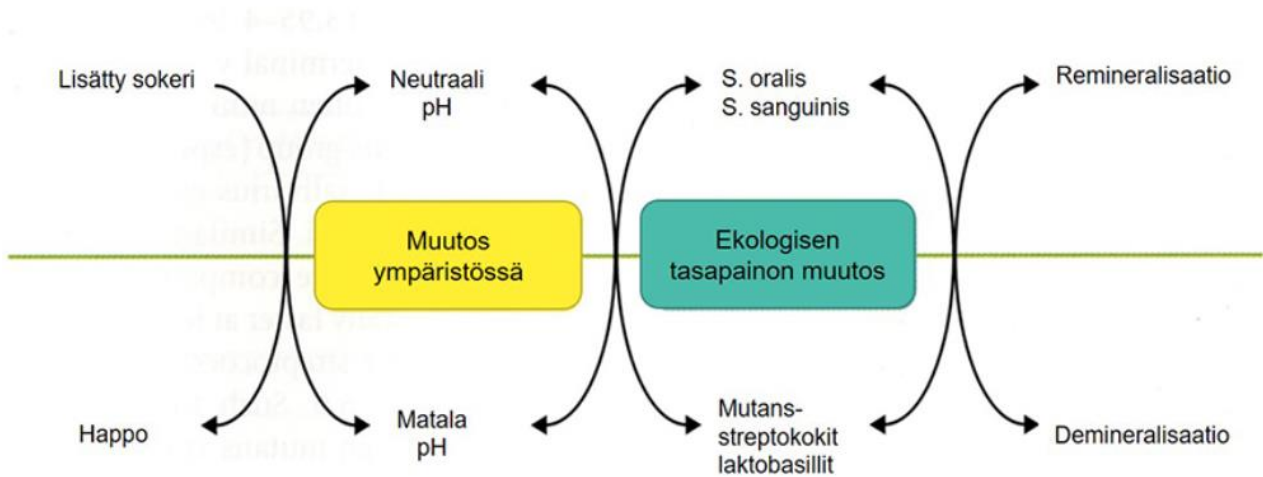 Lisätty sokeri
Neutraali
pH
S. oralis
S. sanguinis
Remineralisaatio
Muutos
ympäristössä
Ekologisen
tasapainon muutos
Happo
Matala
pH
Mutans-
streptokokit
laktobasillit
Demineralisaatio